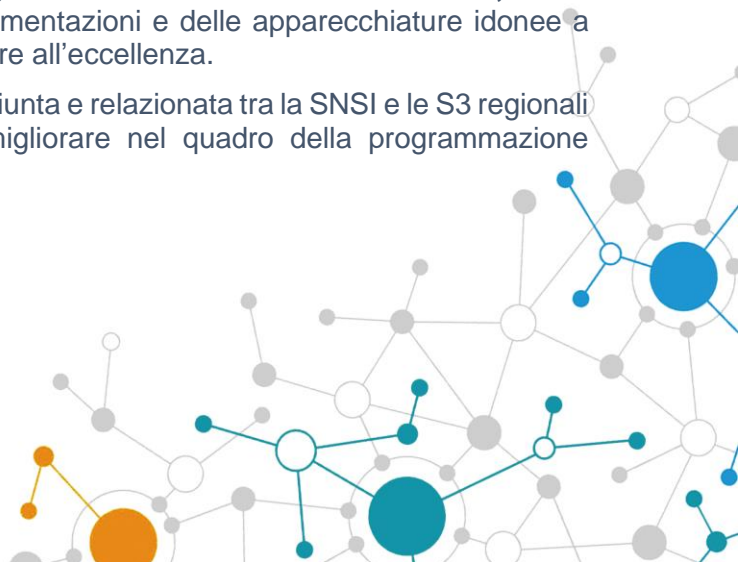 mentazioni e delle apparecchiature idonee a
re all’eccellenza.
iunta e relazionata tra la SNSI e le S3 regionali
migliorare nel quadro della programmazione